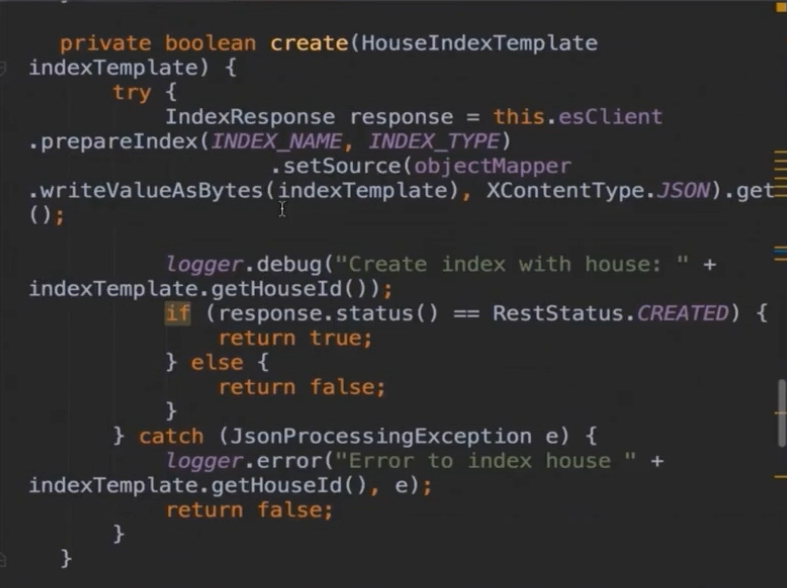 private boolean create(HouseIndexTemplate
indexTemplate) {
try {
IndexResponse response = this.esClient
.prepareIndex(INDEX_NAME, INDEX_TYPE)
.setSource(objectMapper
.writeValueAsBytes(indexTemplate), XContentType.JSON).get
();
logger.debug("Create index with house: " +
indexTemplate.getHouseId());
if (response.status() == RestStatus.CREATED) {
return true;
} else {
return false;
}
} catch (JsonProcessingException e) {
logger.error("Error to index house " +
indexTemplate.getHouseId(), e);
return false;
}
}